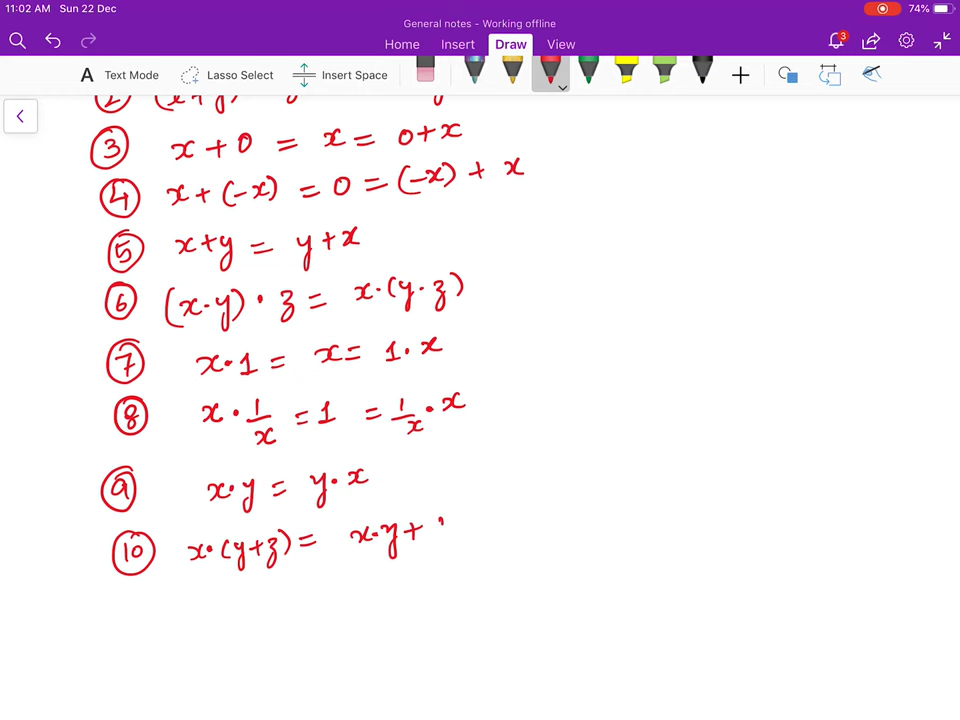 11:02 AM Sun 22 Dec
74%
General notes - Working offline
Home Insert Draw View
3
A Text Mode Lasso Select Insert Space
③ x + 0 = x = 0 + x
④ x + (-x) = 0 = (-x) + x
⑤ x + y = y + x
⑥ (x · y) · z = x · (y · z)
⑦ x · 1 = x = 1 · x
⑧ x · 1/x = 1 = 1/x · x
⑨ x · y = y · x
⑩ x · (y + z) = x · y +